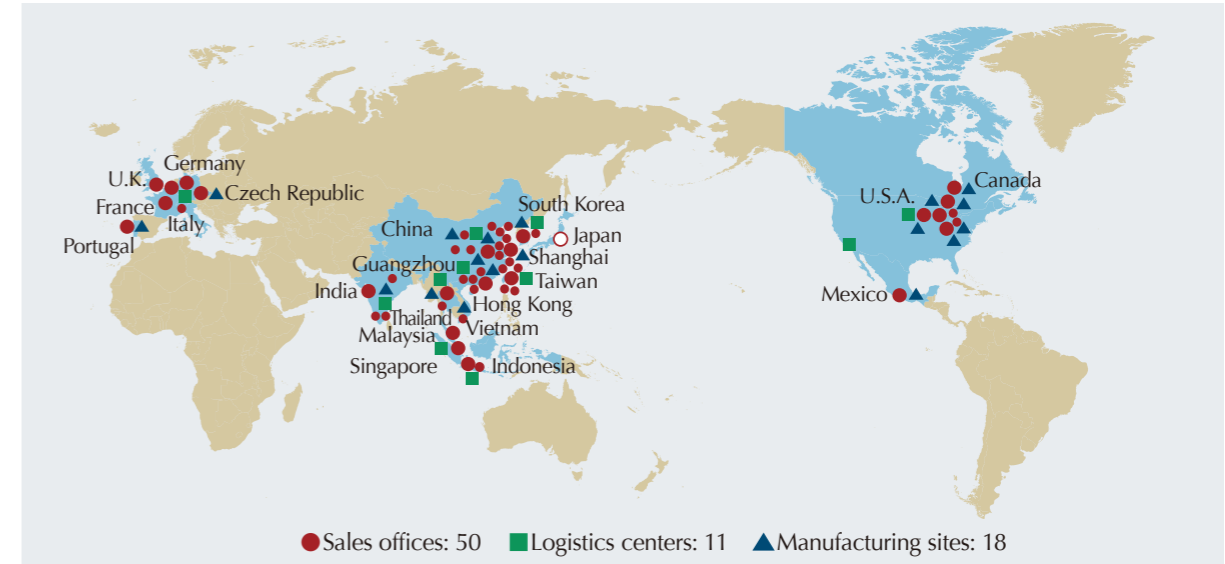 Germany
U.K.
Czech Republic
France
Italy
Portugal
South Korea
China
Japan
Shanghai
Guangzhou
Taiwan
India
Hong Kong
Thailand
Vietnam
Malaysia
Singapore
Indonesia
Canada
U.S.A.
Mexico
Sales offices: 50 Logistics centers: 11 Manufacturing sites: 18